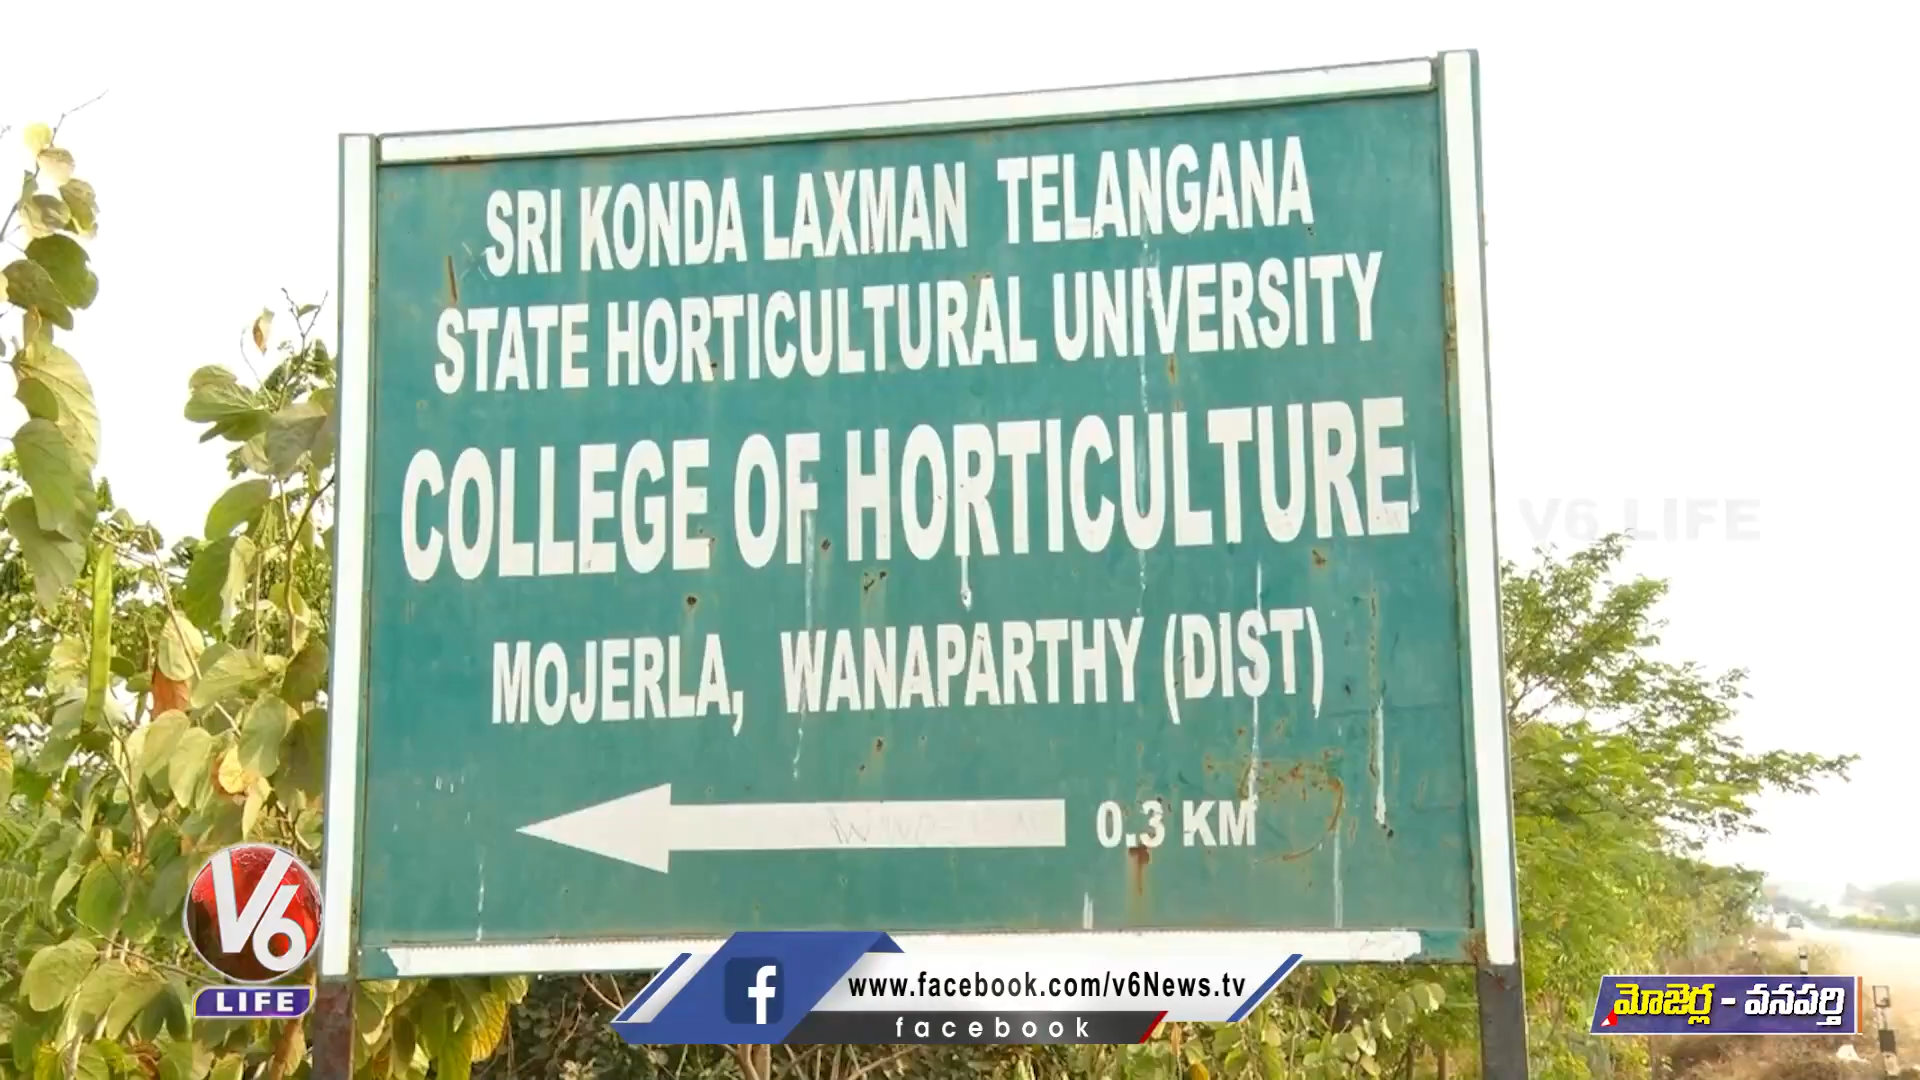 SRI KONDA LAXMAN TELANGANA
STATE HORTICULTURAL UNIVERSITY
COLLEGE OF HORTICULTURE
MOJERLA, WANAPARTHY (DIST)
0.3 KM
V6 LIFE
V6
LIFE
f
www.facebook.com/v6News.tv
facebook
మోజెర్ల - వనపర్తి